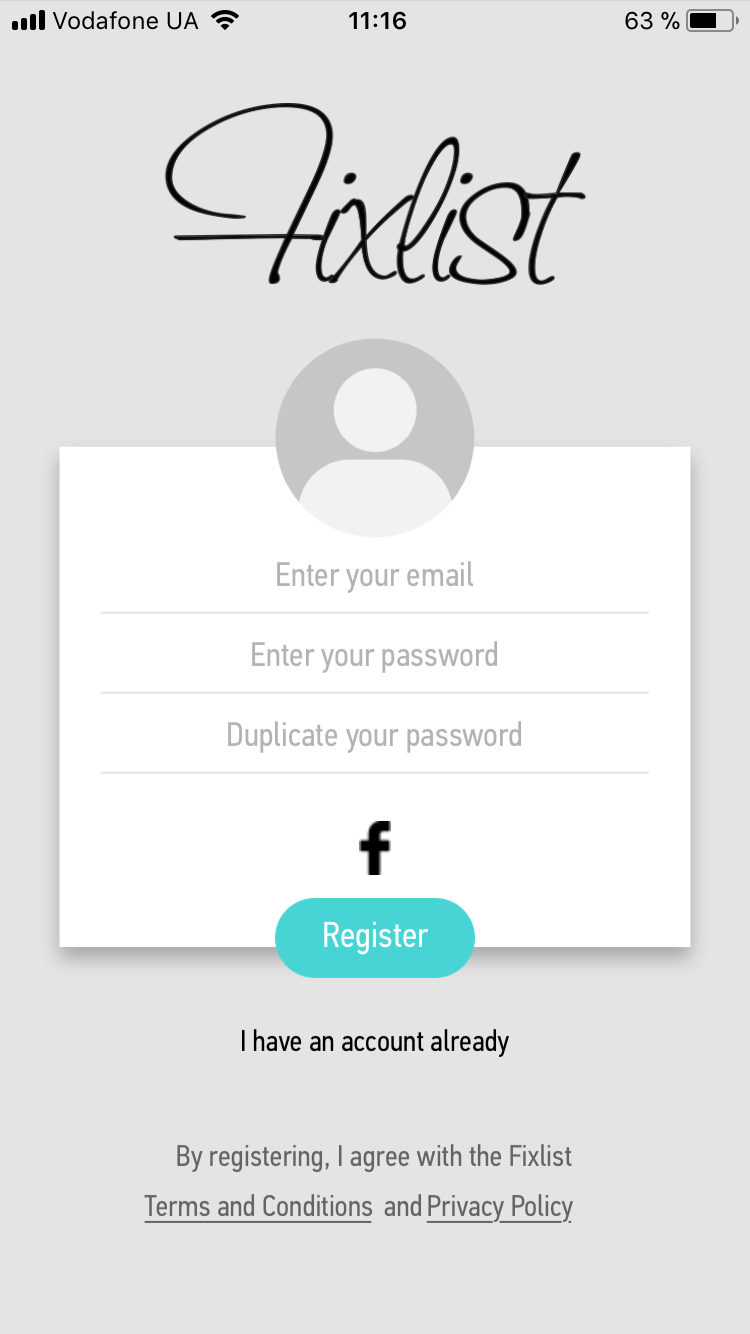 Vodafone UA 11:16 63 %
Fixlist
Enter your email
Enter your password
Duplicate your password
f
Register
I have an account already
By registering, I agree with the Fixlist
Terms and Conditions and Privacy Policy